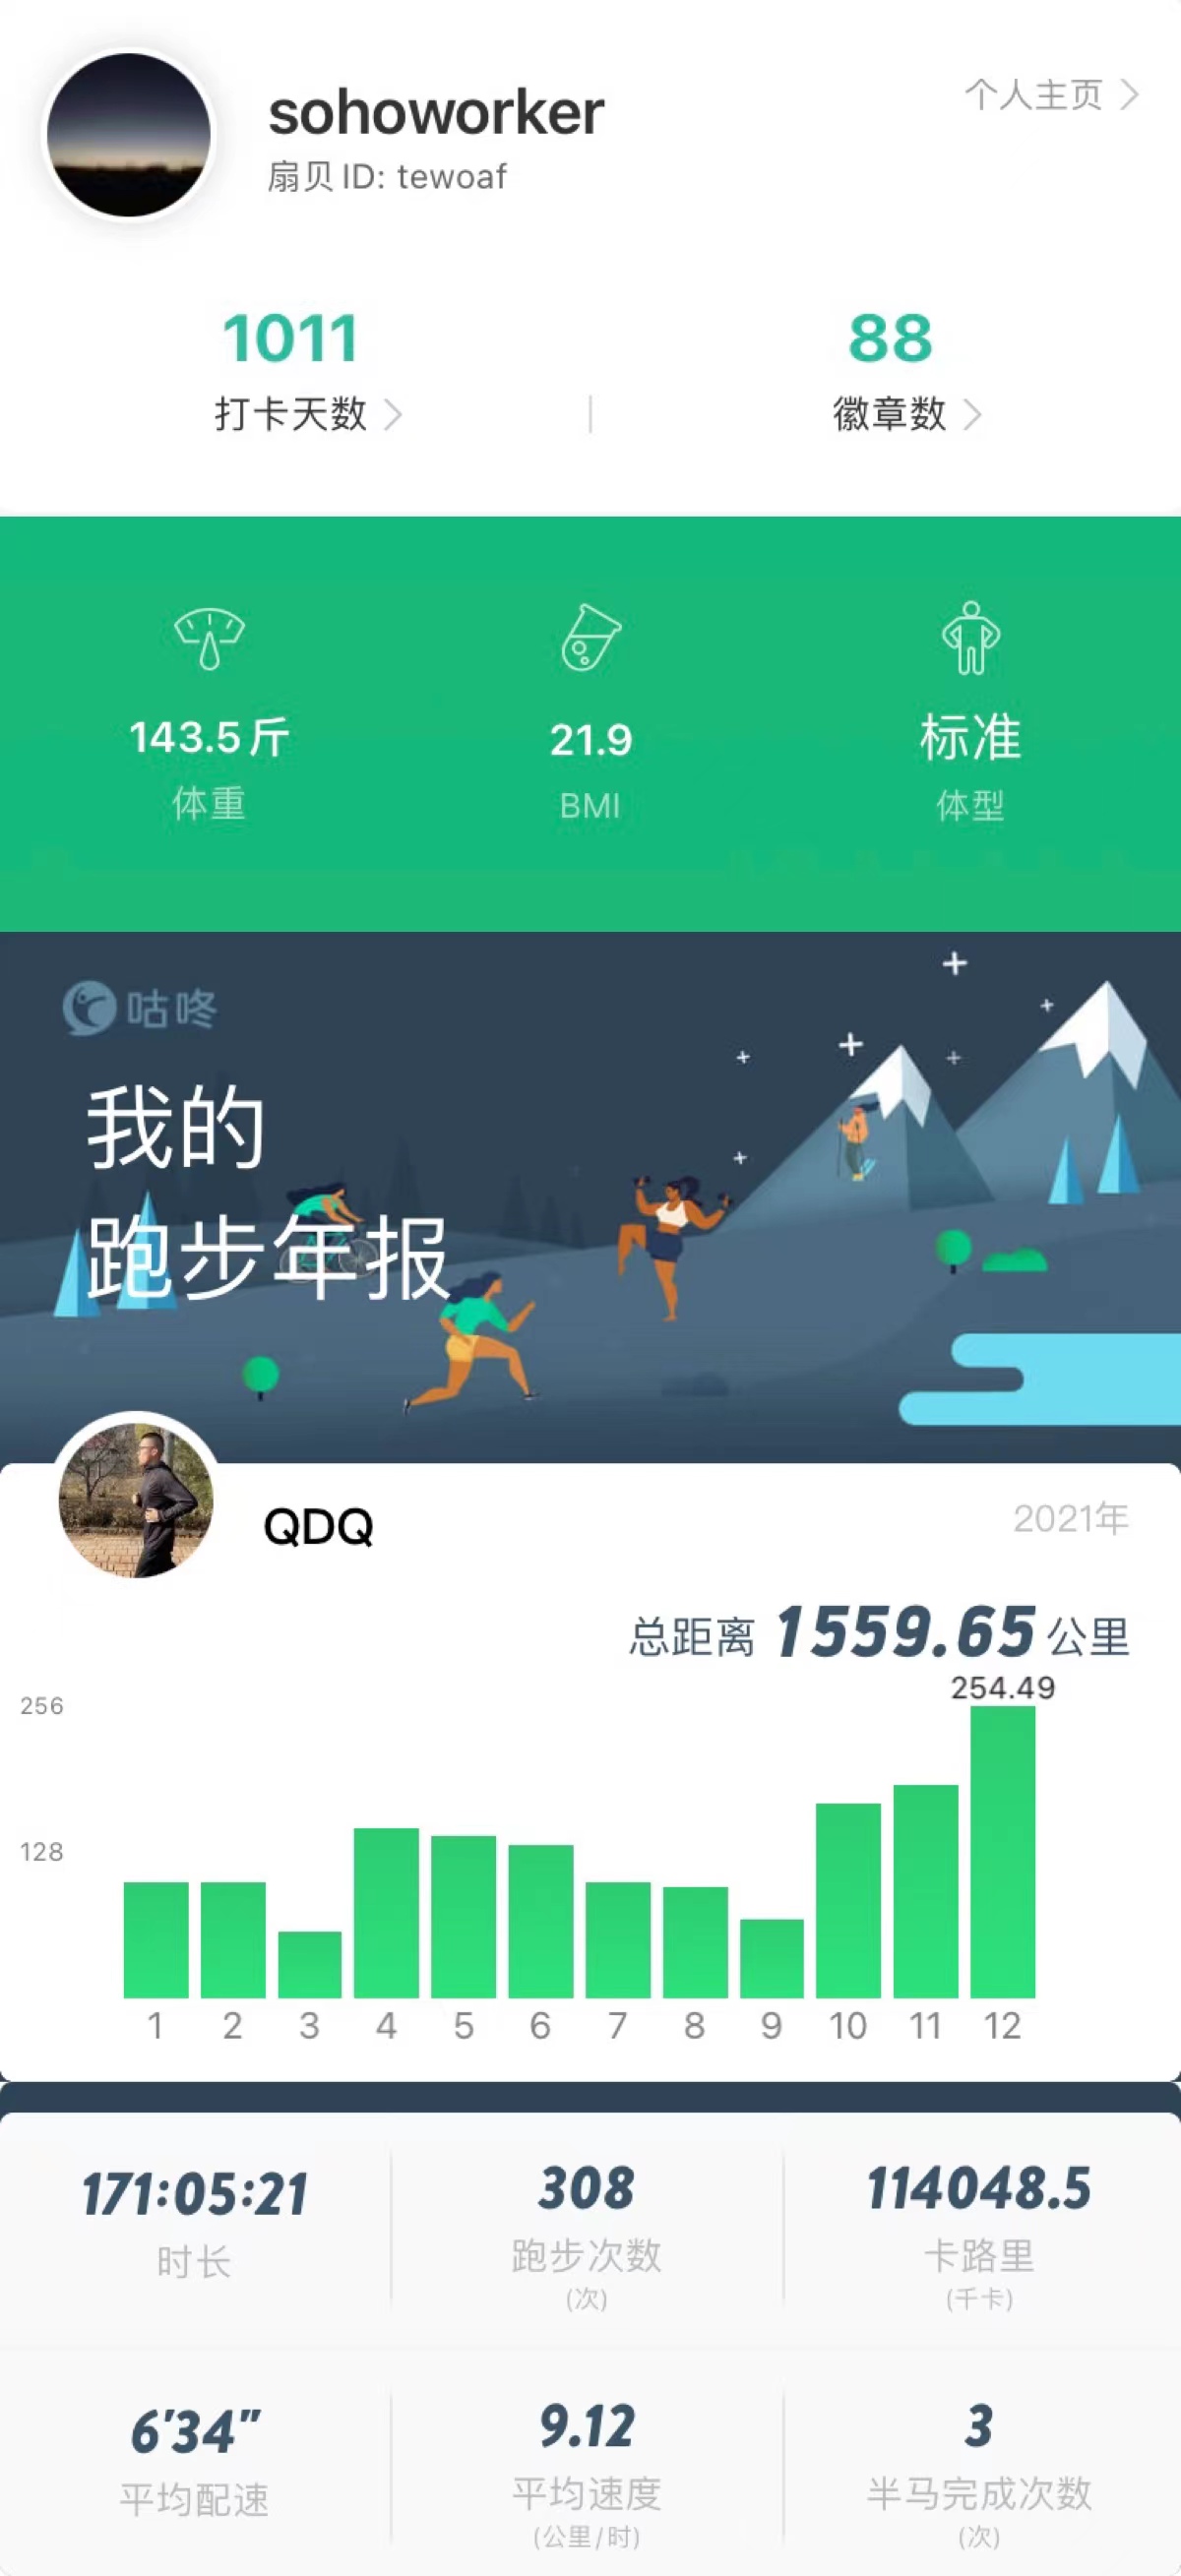 sohoworker
个人主页
扇贝ID: tewoaf
1011
88
打卡天数
徽章数
143.5斤
21.9
标准
体重
BMI
体型
咕咚
我的
跑步年报
QDQ
2021年
总距离 1559.65 公里
254.49
256
128
1 2 3 4 5 6 7 8 9 10 11 12
171:05:21
308
114048.5
时长
跑步次数
卡路里
(次)
(千卡)
6'34"
9.12
3
平均配速
平均速度
半马完成次数
(公里/时)
(次)